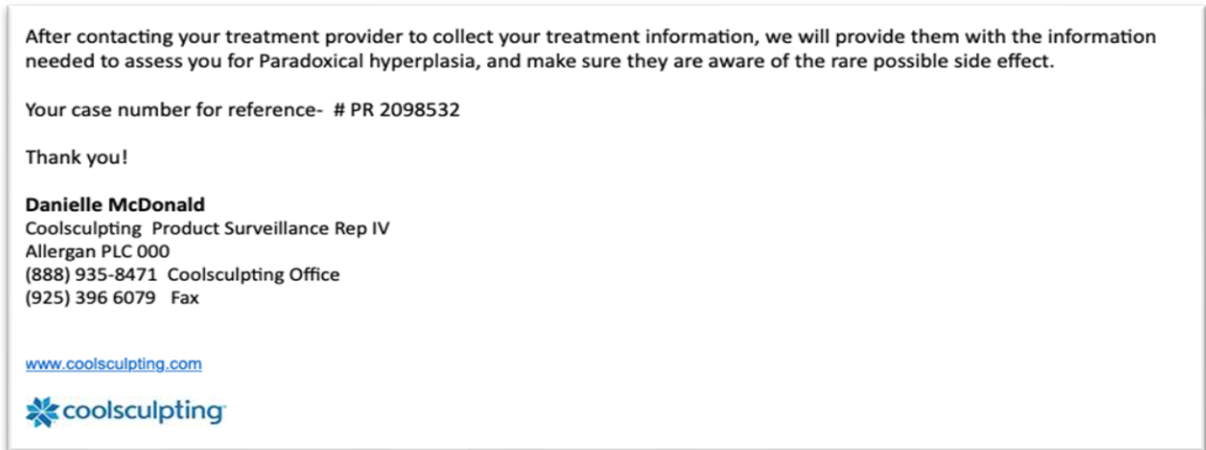 After contacting your treatment provider to collect your treatment information, we will provide them with the information
needed to assess you for Paradoxical hyperplasia, and make sure they are aware of the rare possible side effect.
Your case number for reference-  # PR 2098532
Thank you!
Danielle McDonald
Coolsculpting  Product Surveillance Rep IV
Allergan PLC 000
(888) 935-8471  Coolsculpting Office
(925) 396 6079   Fax
www.coolsculpting.com
coolsculpting